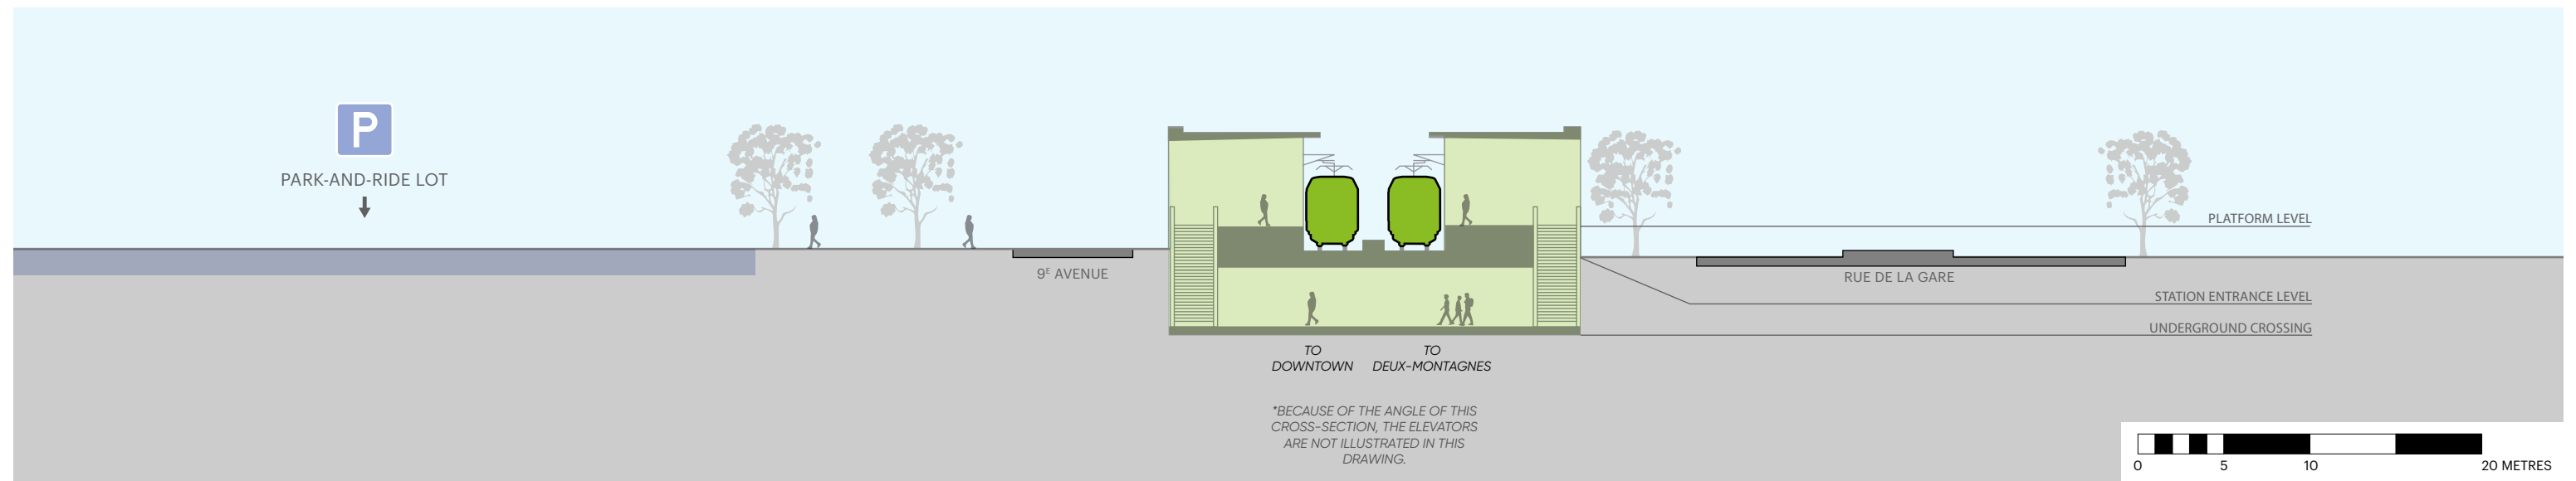 P
PARK-AND-RIDE LOT
9E AVENUE
PLATFORM LEVEL
RUE DE LA GARE
STATION ENTRANCE LEVEL
UNDERGROUND CROSSING
TO
DOWNTOWN
TO
DEUX-MONTAGNES
*BECAUSE OF THE ANGLE OF THIS
CROSS-SECTION, THE ELEVATORS
ARE NOT ILLUSTRATED IN THIS
DRAWING.
0 5 10 20 METRES